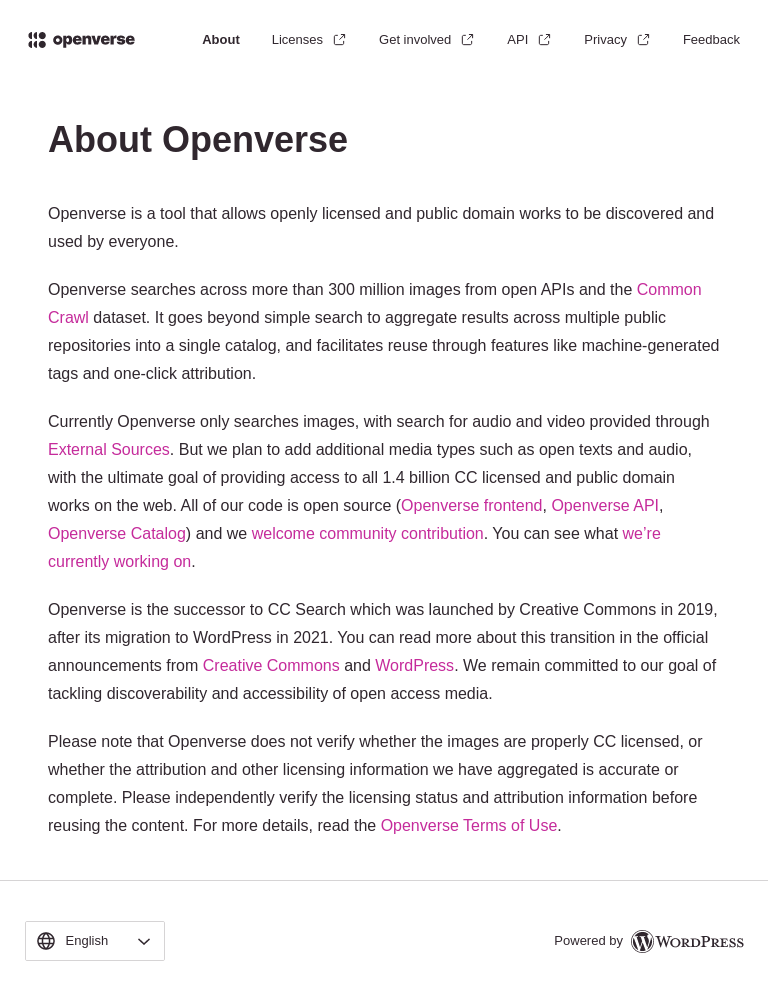 openverse About Licenses Get involved API Privacy Feedback
About Openverse
Openverse is a tool that allows openly licensed and public domain works to be discovered and
used by everyone.
Openverse searches across more than 300 million images from open APIs and the Common
Crawl dataset. It goes beyond simple search to aggregate results across multiple public
repositories into a single catalog, and facilitates reuse through features like machine-generated
tags and one-click attribution.
Currently Openverse only searches images, with search for audio and video provided through
External Sources. But we plan to add additional media types such as open texts and audio,
with the ultimate goal of providing access to all 1.4 billion CC licensed and public domain
works on the web. All of our code is open source (Openverse frontend, Openverse API,
Openverse Catalog) and we welcome community contribution. You can see what we’re
currently working on.
Openverse is the successor to CC Search which was launched by Creative Commons in 2019,
after its migration to WordPress in 2021. You can read more about this transition in the official
announcements from Creative Commons and WordPress. We remain committed to our goal of
tackling discoverability and accessibility of open access media.
Please note that Openverse does not verify whether the images are properly CC licensed, or
whether the attribution and other licensing information we have aggregated is accurate or
complete. Please independently verify the licensing status and attribution information before
reusing the content. For more details, read the Openverse Terms of Use.
English Powered by WordPress